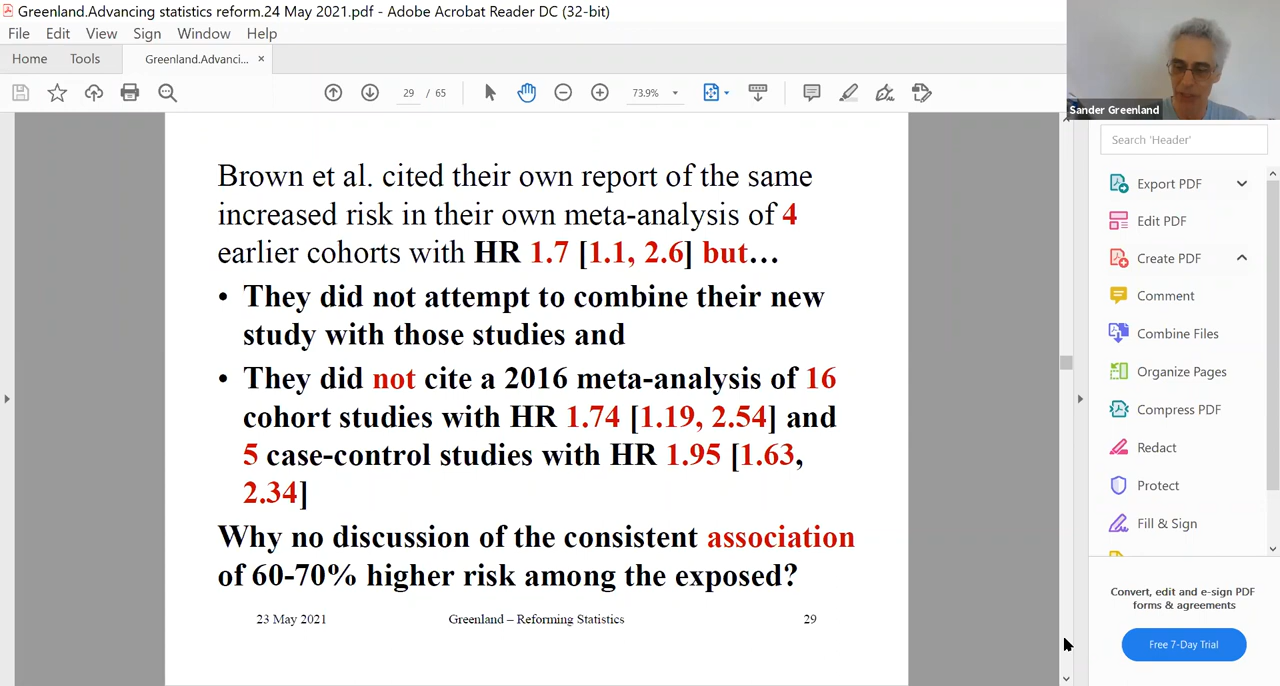 Greenland.Advancing statistics reform.24 May 2021.pdf - Adobe Acrobat Reader DC (32-bit)
File Edit View Sign Window Help
Home Tools Greenland.Advanci... ×
29 / 65 73.9%
Sander Greenland
Search 'Header'
Export PDF
Edit PDF
Create PDF
Comment
Combine Files
Organize Pages
Compress PDF
Redact
Protect
Fill & Sign
Convert, edit and e-sign PDF
forms & agreements
Free 7-Day Trial
Brown et al. cited their own report of the same
increased risk in their own meta-analysis of 4
earlier cohorts with HR 1.7 [1.1, 2.6] but…
• They did not attempt to combine their new
study with those studies and
• They did not cite a 2016 meta-analysis of 16
cohort studies with HR 1.74 [1.19, 2.54] and
5 case-control studies with HR 1.95 [1.63,
2.34]
Why no discussion of the consistent association
of 60-70% higher risk among the exposed?
23 May 2021 Greenland – Reforming Statistics 29